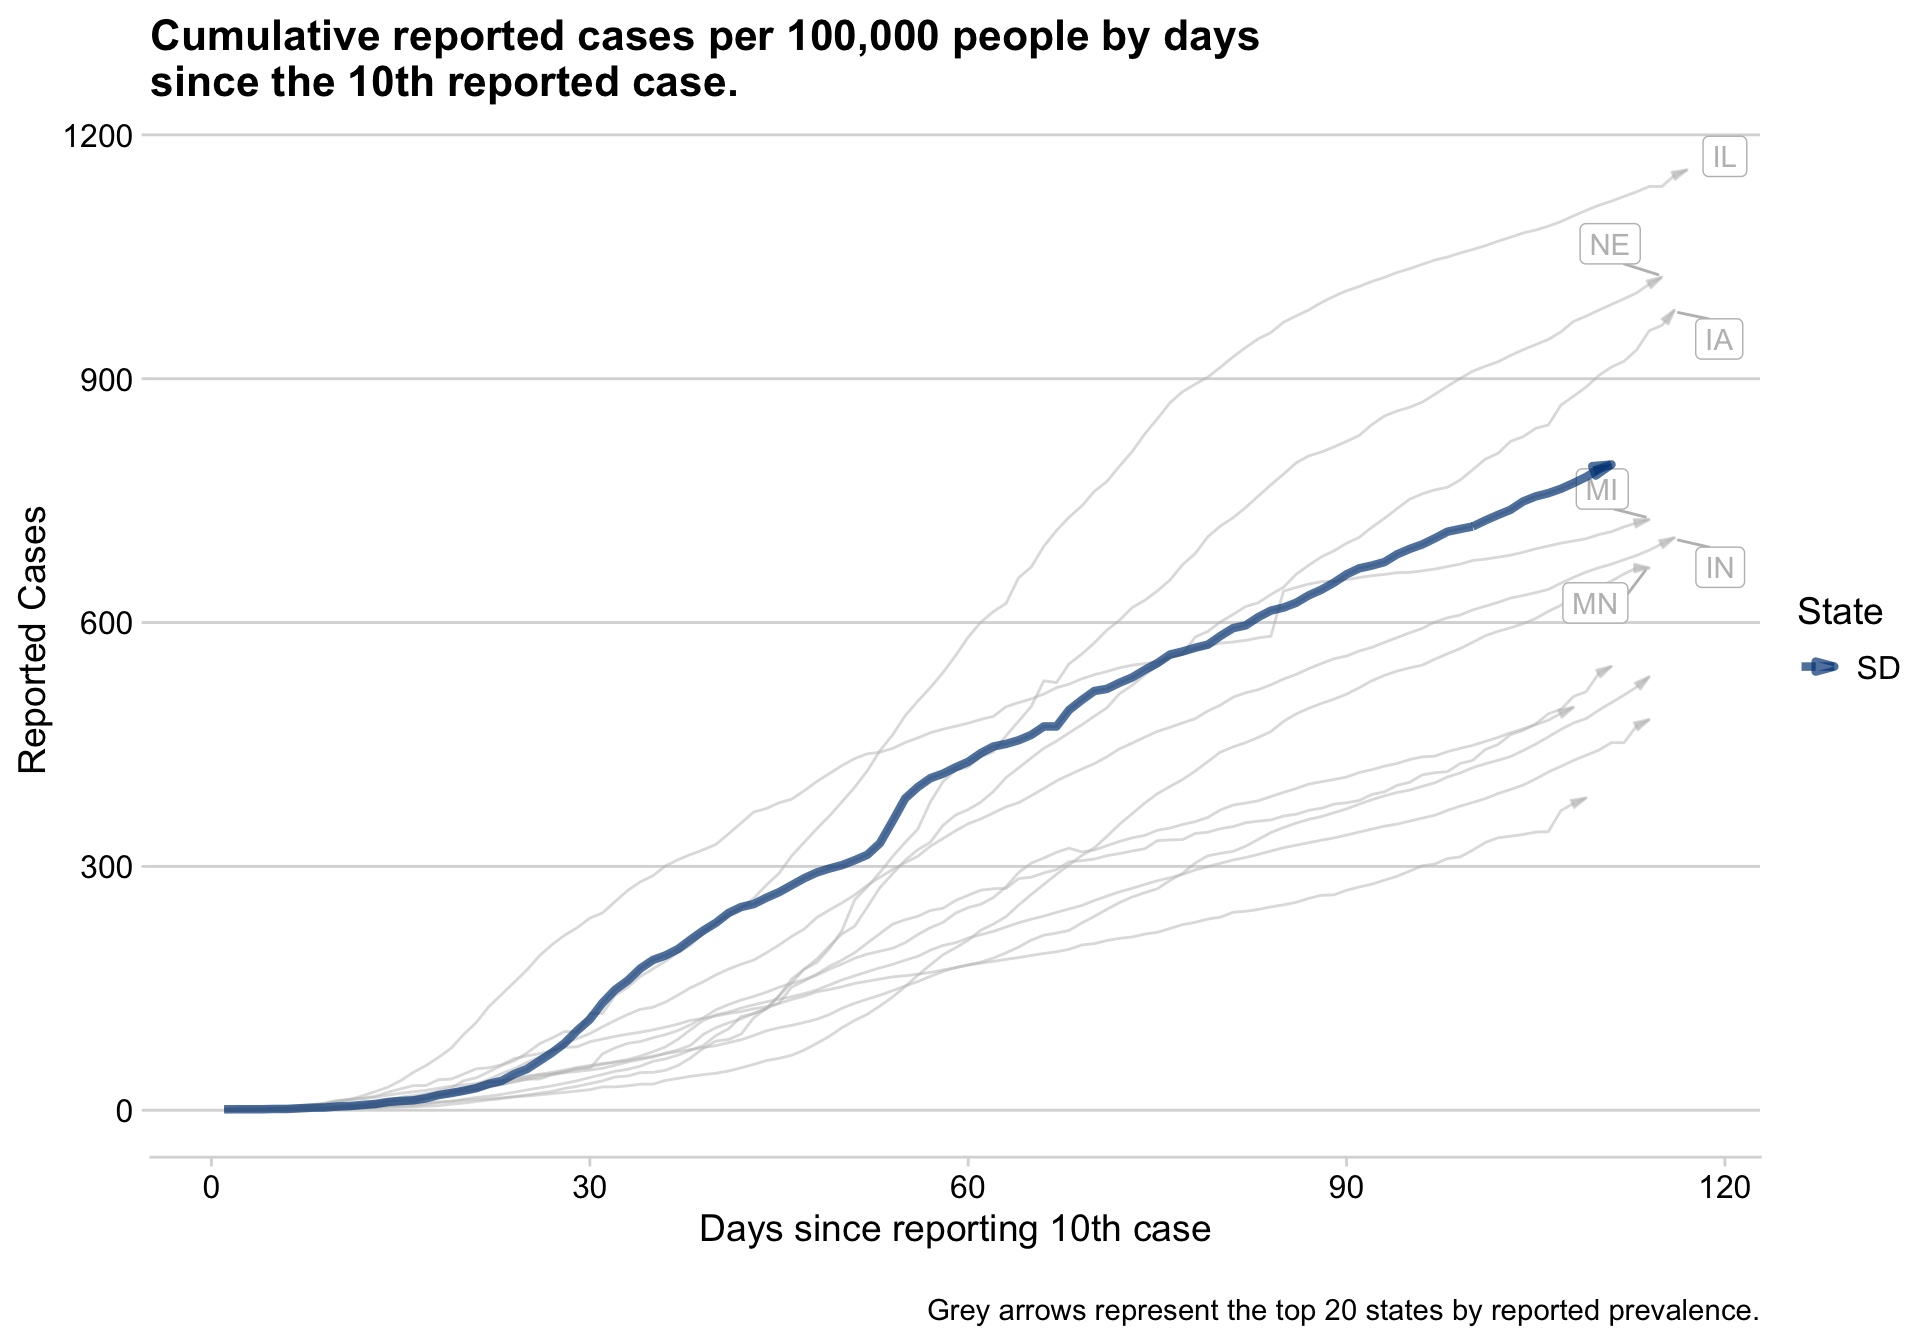 Cumulative reported cases per 100,000 people by days
since the 10th reported case.
1200
900
600
300
0
Reported Cases
IL
NE
IA
MI
IN
MN
State
SD
0
30
60
90
120
Days since reporting 10th case
Grey arrows represent the top 20 states by reported prevalence.